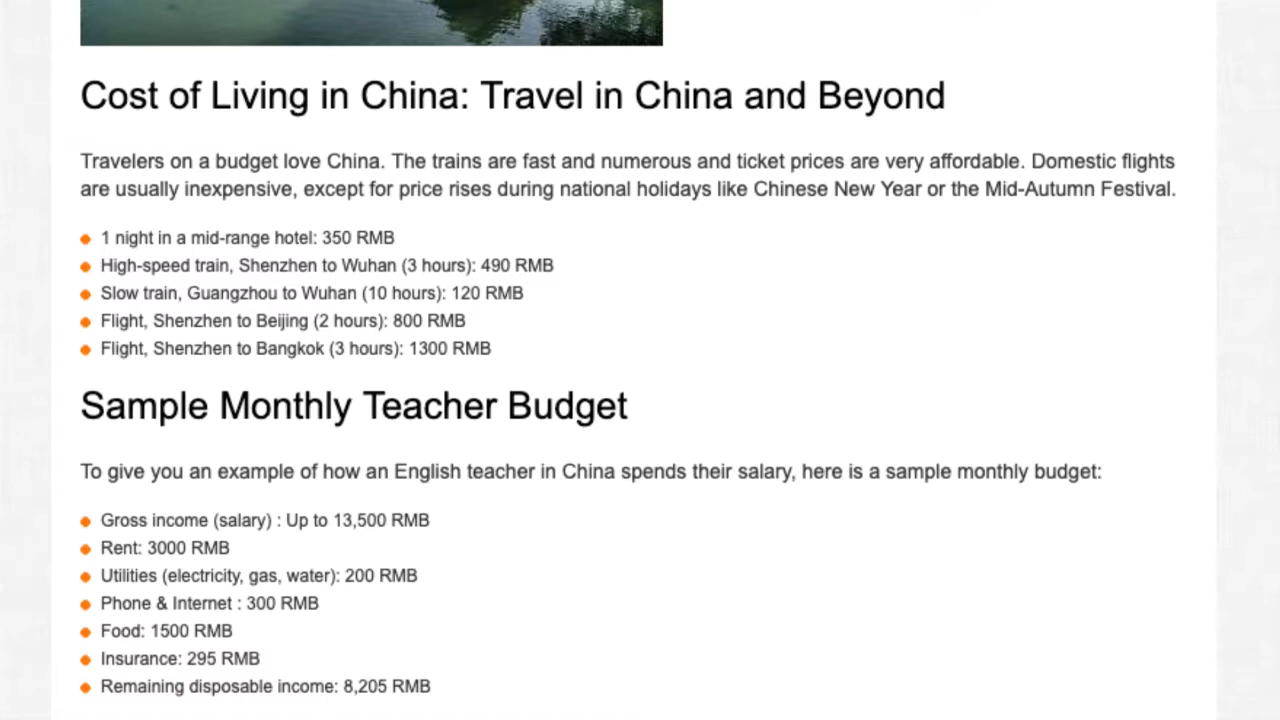 Cost of Living in China: Travel in China and Beyond
Travelers on a budget love China. The trains are fast and numerous and ticket prices are very affordable. Domestic flights
are usually inexpensive, except for price rises during national holidays like Chinese New Year or the Mid-Autumn Festival.
1 night in a mid-range hotel: 350 RMB
High-speed train, Shenzhen to Wuhan (3 hours): 490 RMB
Slow train, Guangzhou to Wuhan (10 hours): 120 RMB
Flight, Shenzhen to Beijing (2 hours): 800 RMB
Flight, Shenzhen to Bangkok (3 hours): 1300 RMB
Sample Monthly Teacher Budget
To give you an example of how an English teacher in China spends their salary, here is a sample monthly budget:
Gross income (salary) : Up to 13,500 RMB
Rent: 3000 RMB
Utilities (electricity, gas, water): 200 RMB
Phone & Internet : 300 RMB
Food: 1500 RMB
Insurance: 295 RMB
Remaining disposable income: 8,205 RMB